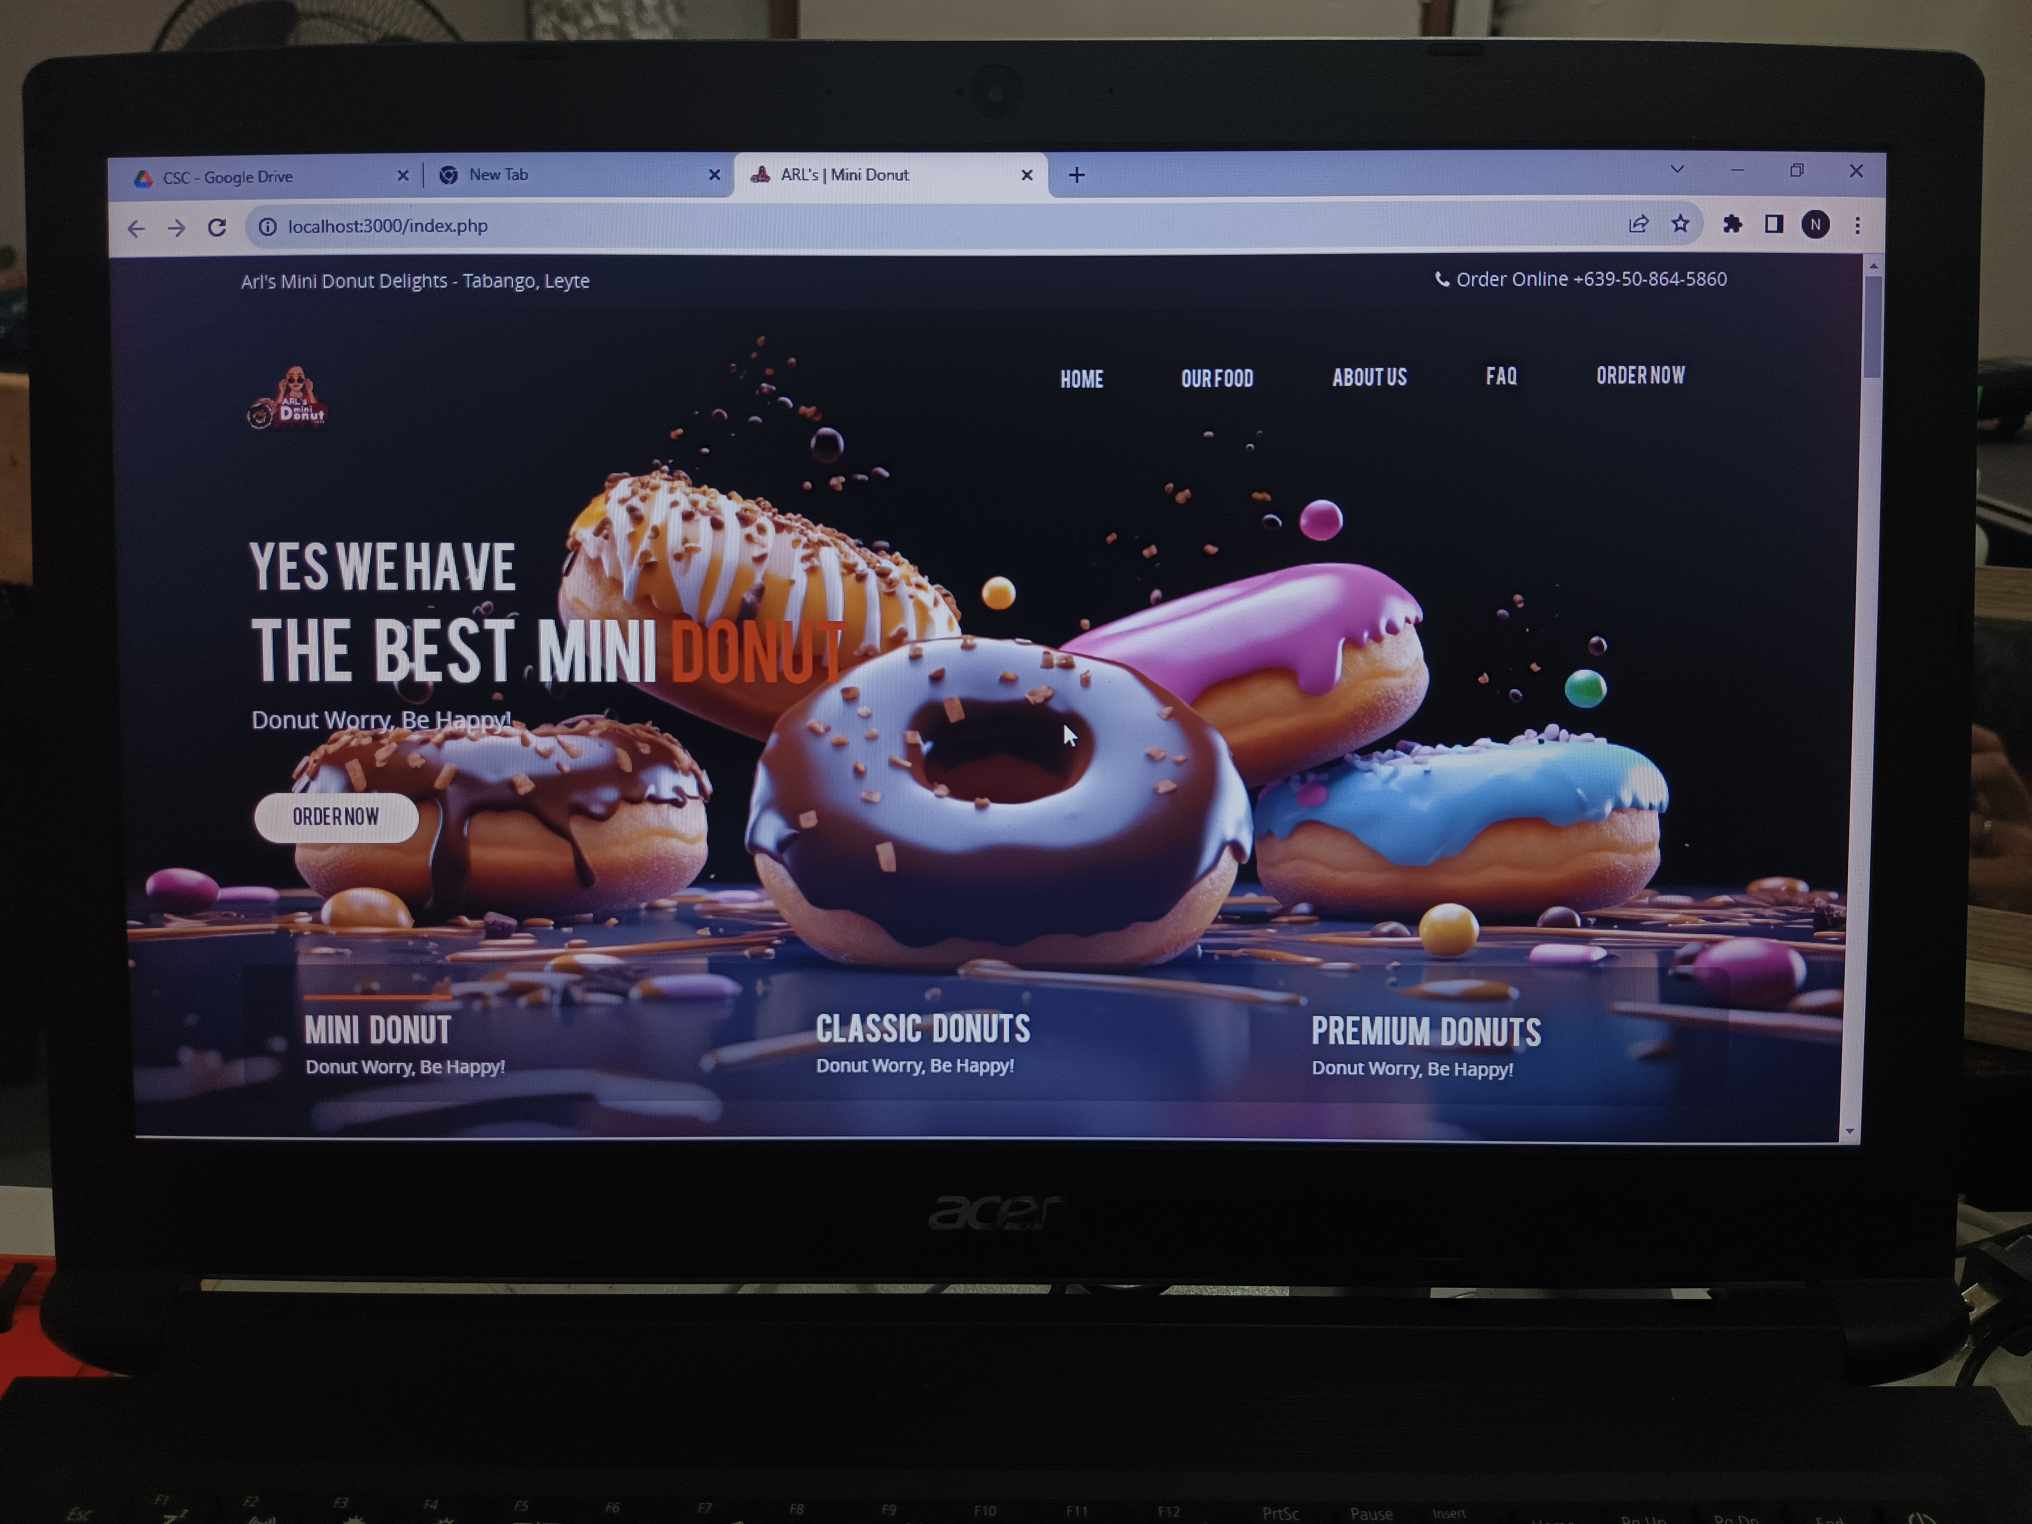 CSC - Google Drive
New Tab
ARL's | Mini Donut
localhost:3000/index.php
N
Arl's Mini Donut Delights - Tabango, Leyte
Order Online +639-50-864-5860
ARL's
mini
Donut
HOME
OUR FOOD
ABOUT US
FAQ
ORDER NOW
YES WE HAVE
THE BEST MINI DONUT
Donut Worry, Be Happy!
ORDER NOW
MINI DONUT
Donut Worry, Be Happy!
CLASSIC DONUTS
Donut Worry, Be Happy!
PREMIUM DONUTS
Donut Worry, Be Happy!
acer
Esc F1 F2 F3 F4 F5 F6 F7 F8 F9 F10 F11 F12 PrtSc Pause Insert